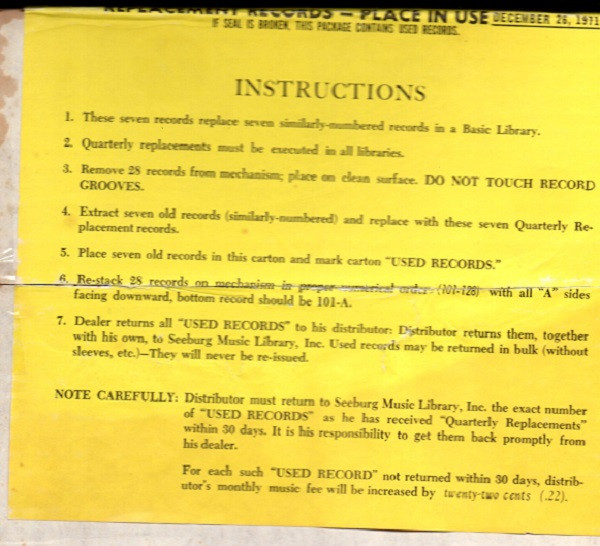 REPLACEMENT RECORDS — PLACE IN USE DECEMBER 26, 1971
IF SEAL IS BROKEN, THIS PACKAGE CONTAINS USED RECORDS.
INSTRUCTIONS
1. These seven records replace seven similarly-numbered records in a Basic Library.
2. Quarterly replacements must be executed in all libraries.
3. Remove 28 records from mechanism; place on clean surface. DO NOT TOUCH RECORD
GROOVES.
4. Extract seven old records (similarly-numbered) and replace with these seven Quarterly Re-
placement records.
5. Place seven old records in this carton and mark carton "USED RECORDS."
6. Re-stack 28 records on mechanism in proper numerical order (101-128) with all "A" sides
facing downward, bottom record should be 101-A.
7. Dealer returns all "USED RECORDS" to his distributor: Distributor returns them, together
with his own, to Seeburg Music Library, Inc. Used records may be returned in bulk (without
sleeves, etc.)—They will never be re-issued.
NOTE CAREFULLY: Distributor must return to Seeburg Music Library, Inc. the exact number
of "USED RECORDS" as he has received "Quarterly Replacements"
within 30 days. It is his responsibility to get them back promptly from
his dealer.
For each such "USED RECORD" not returned within 30 days, distrib-
utor's monthly music fee will be increased by twenty-two cents (.22).